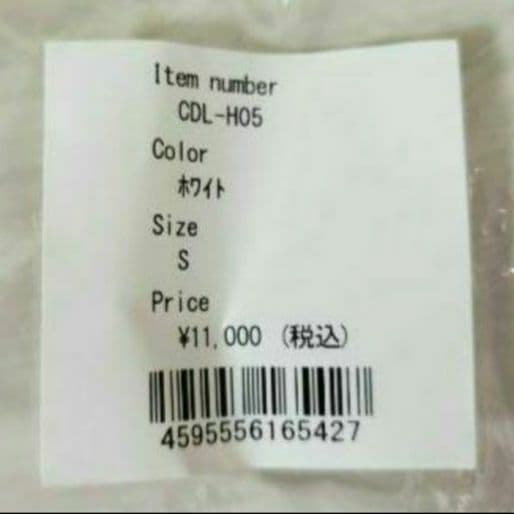 Item number
CDL-H05
Color
ﾎﾜｲﾄ
Size
S
Price
¥11,000 (税込)
4595556165427